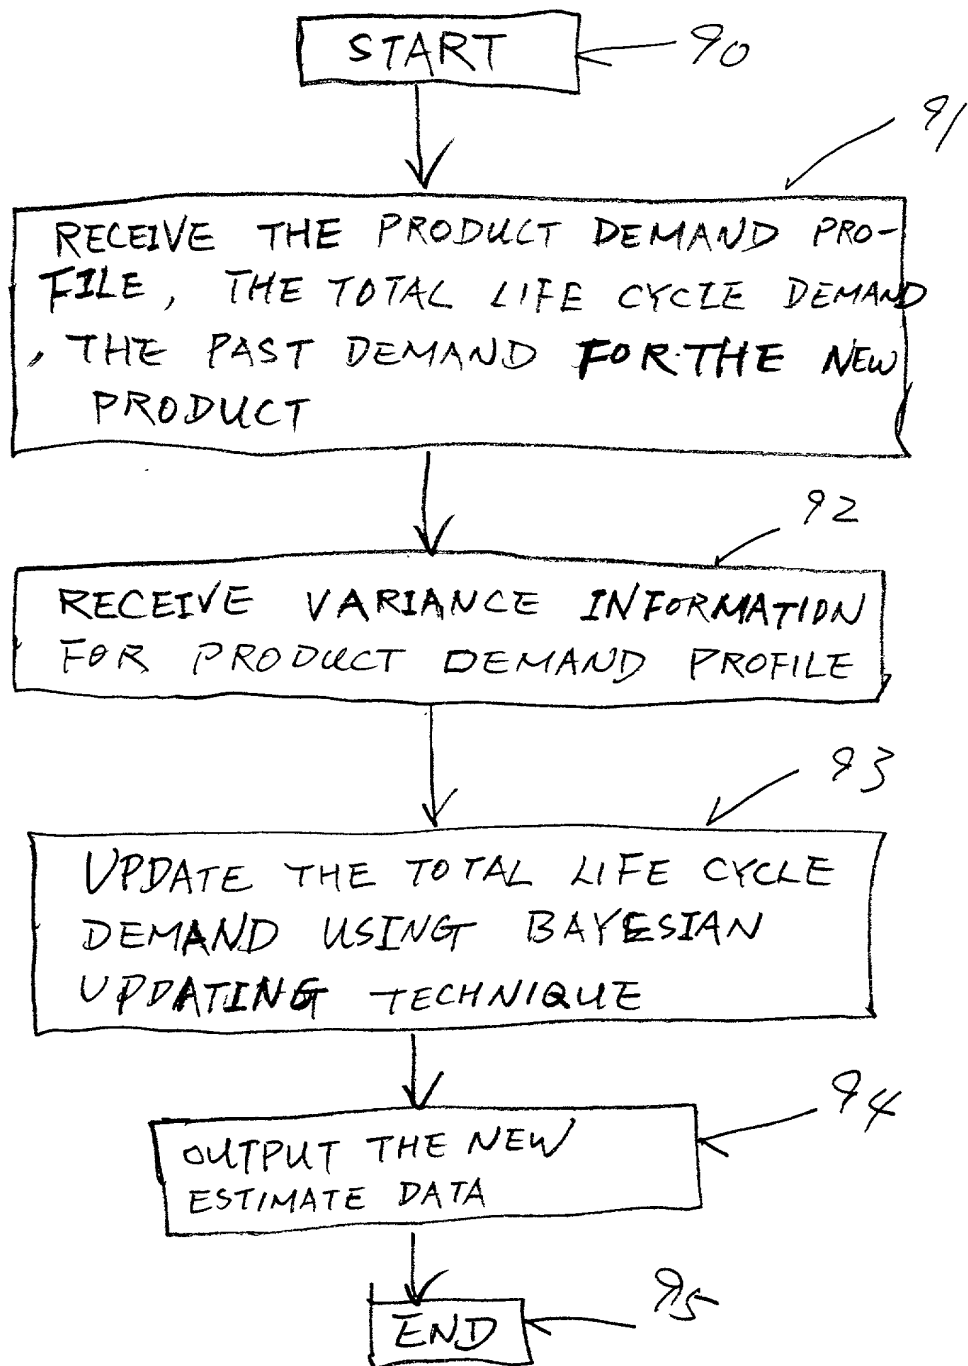 START
90
91
RECEIVE THE PRODUCT DEMAND PRO-
FILE, THE TOTAL LIFE CYCLE DEMAND
, THE PAST DEMAND FOR THE NEW
PRODUCT
92
RECEIVE VARIANCE INFORMATION
FOR PRODUCT DEMAND PROFILE
93
UPDATE THE TOTAL LIFE CYCLE
DEMAND USING BAYESIAN
UPDATING TECHNIQUE
94
OUTPUT THE NEW
ESTIMATE DATA
95
END